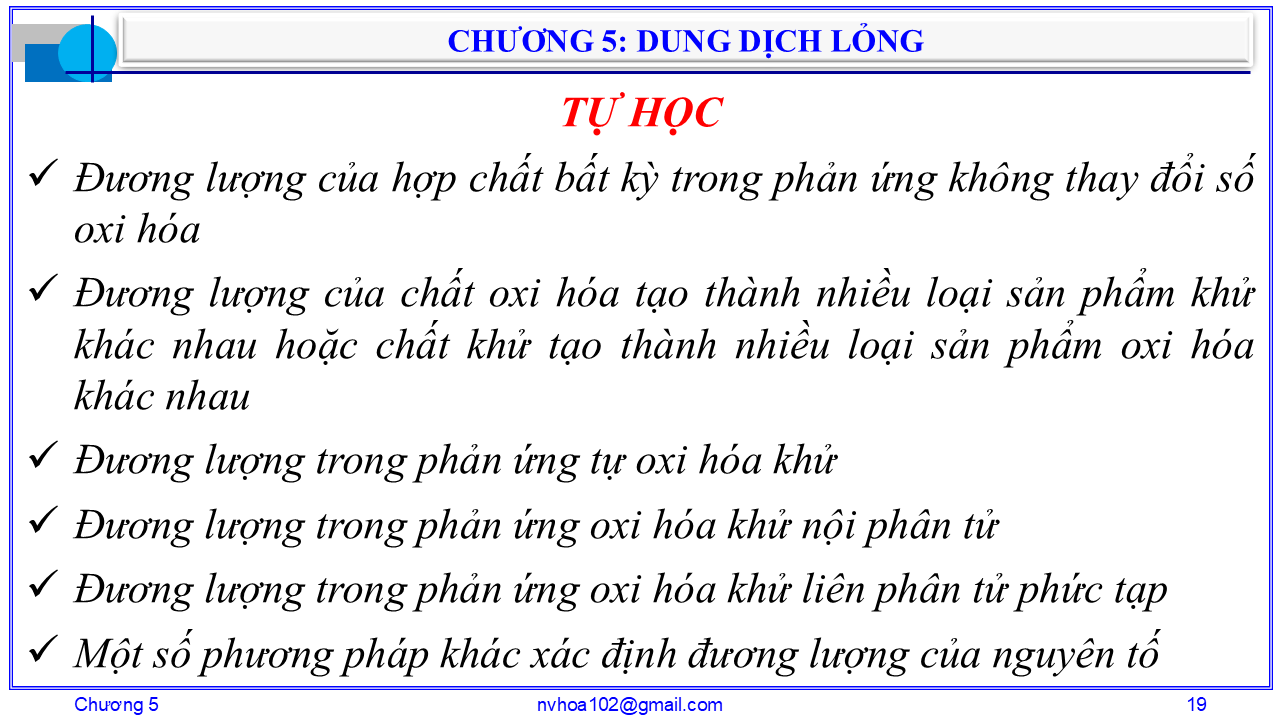 CHƯƠNG 5: DUNG DỊCH LỎNG
TỰ HỌC
✓ Đương lượng của hợp chất bất kỳ trong phản ứng không thay đổi số
oxi hóa
✓ Đương lượng của chất oxi hóa tạo thành nhiều loại sản phẩm khử
khác nhau hoặc chất khử tạo thành nhiều loại sản phẩm oxi hóa
khác nhau
✓ Đương lượng trong phản ứng tự oxi hóa khử
✓ Đương lượng trong phản ứng oxi hóa khử nội phân tử
✓ Đương lượng trong phản ứng oxi hóa khử liên phân tử phức tạp
✓ Một số phương pháp khác xác định đương lượng của nguyên tố
Chương 5 nvhoa102@gmail.com 19